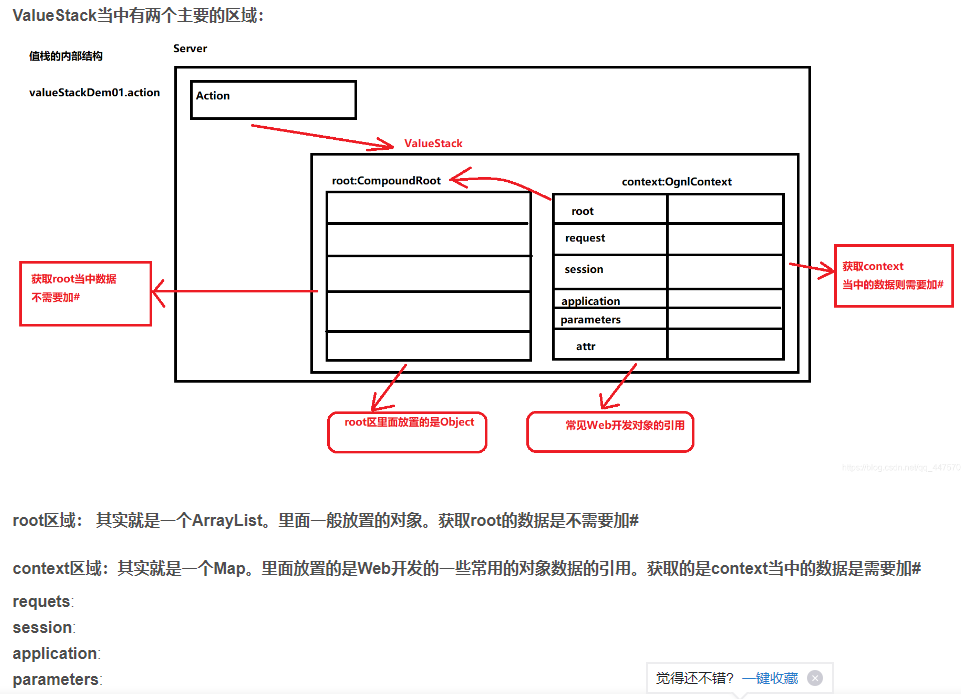 ValueStack当中有两个主要的区域：
值栈的内部结构
Server
valueStackDem01.action
Action
ValueStack
root:CompoundRoot
context:OgnlContext
root
request
session
application
parameters
attr
获取root当中数据
不需要加#
获取context
当中的数据则需要加#
root区里面放置的是Object
常见Web开发对象的引用
root区域： 其实就是一个ArrayList。里面一般放置的对象。获取root的数据是不需要加#
context区域：其实就是一个Map。里面放置的是Web开发的一些常用的对象数据的引用。获取的是context当中的数据是需要加#
requets:
session:
application:
parameters:
觉得还不错? 一键收藏